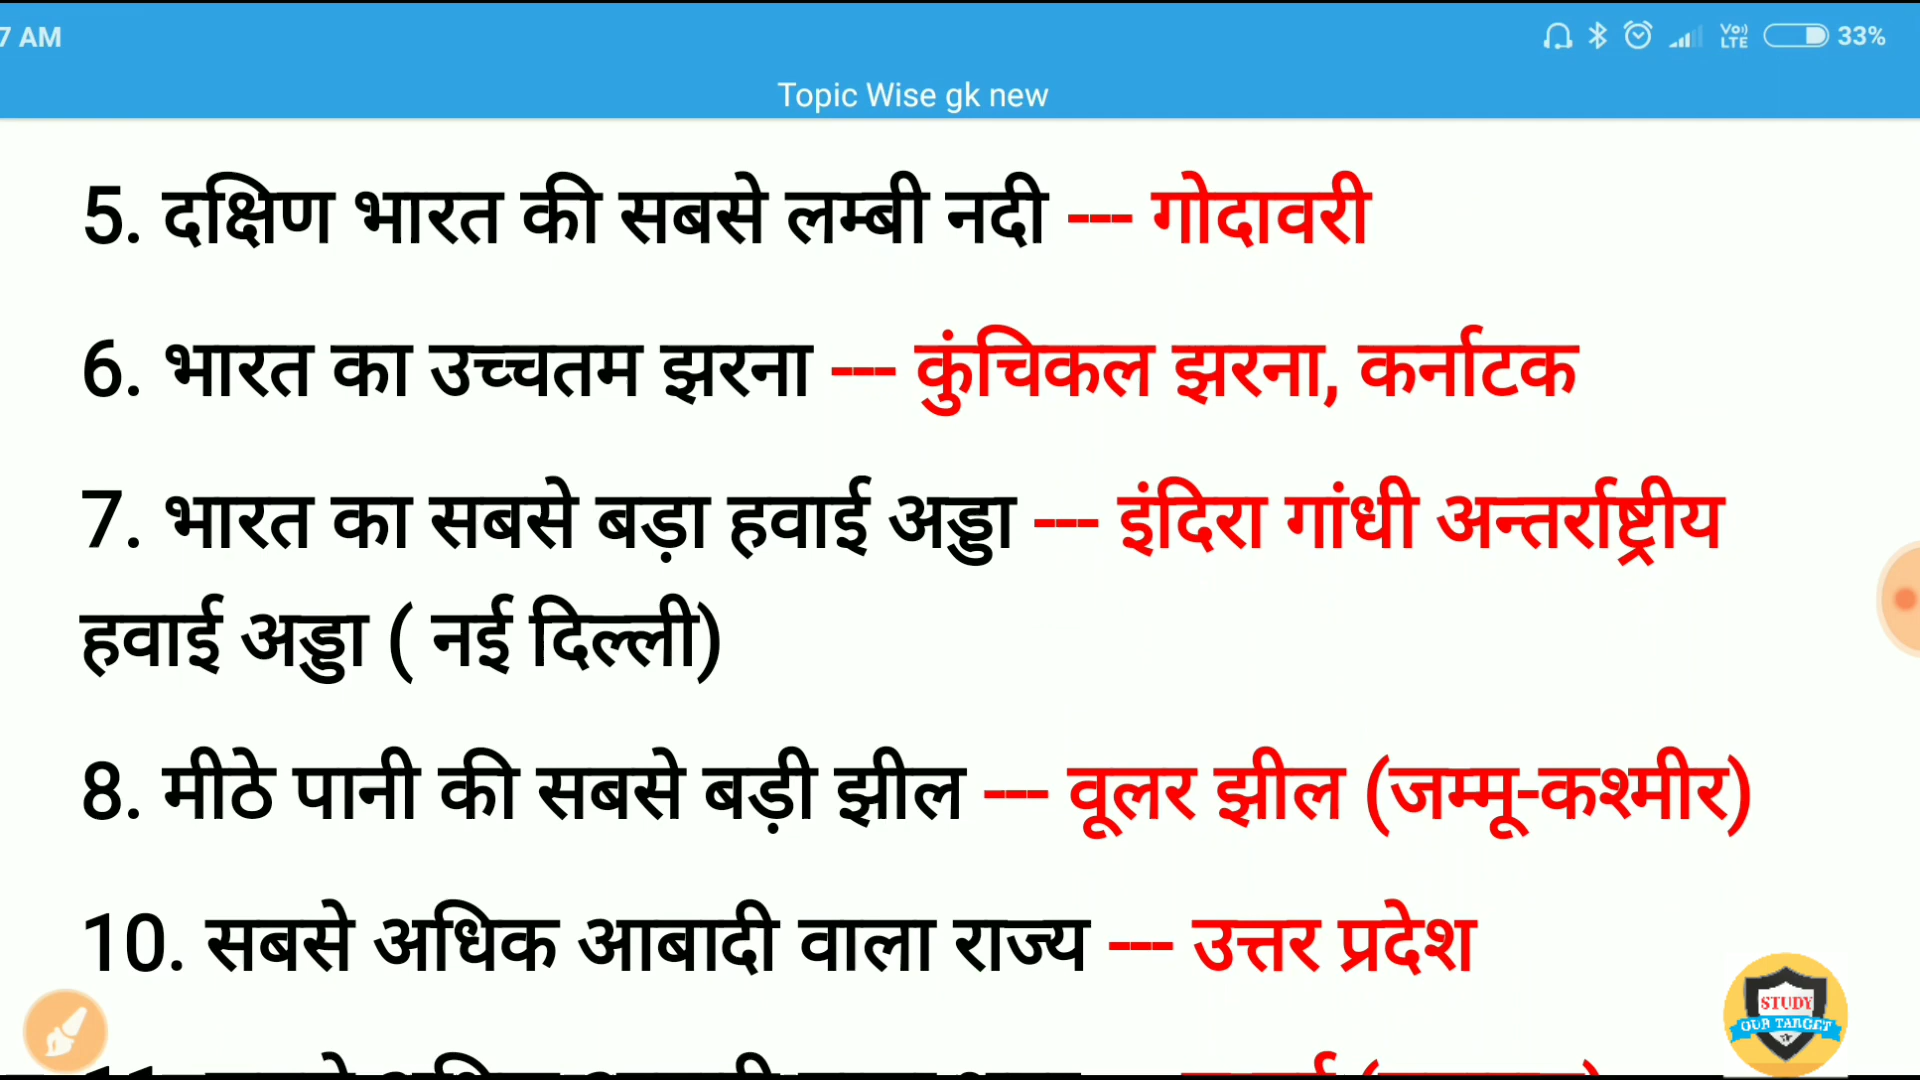 7 AM
Vo)) LTE 33%
Topic Wise gk new
5. दक्षिण भारत की सबसे लम्बी नदी --- गोदावरी
6. भारत का उच्चतम झरना --- कुंचिकल झरना, कर्नाटक
7. भारत का सबसे बड़ा हवाई अड्डा --- इंदिरा गांधी अन्तर्राष्ट्रीय
हवाई अड्डा ( नई दिल्ली)
8. मीठे पानी की सबसे बड़ी झील --- वूलर झील (जम्मू-कश्मीर)
10. सबसे अधिक आबादी वाला राज्य --- उत्तर प्रदेश
STUDY
OUR TARGET